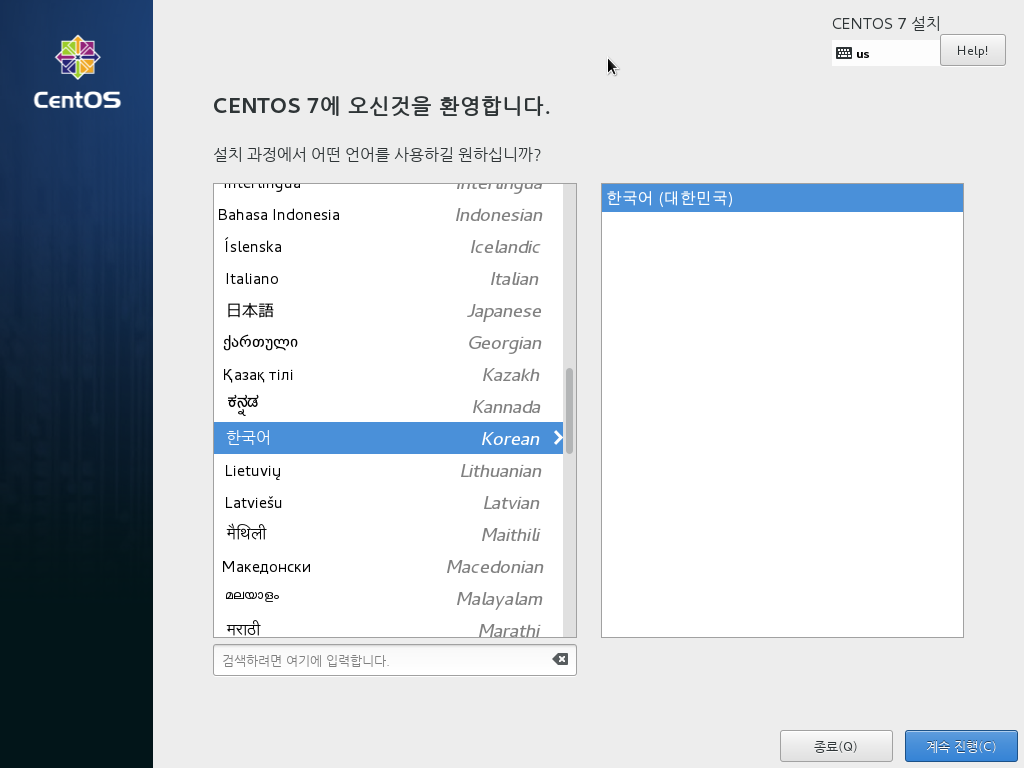 CentOS
CENTOS 7 설치
us
Help!
CENTOS 7에 오신것을 환영합니다.
설치 과정에서 어떤 언어를 사용하길 원하십니까?
Interlingua Interlingua
Bahasa Indonesia Indonesian
Íslenska Icelandic
Italiano Italian
日本語 Japanese
ქართული Georgian
Қазақ тілі Kazakh
ಕನ್ನಡ Kannada
한국어 Korean
Lietuvių Lithuanian
Latviešu Latvian
मैथिली Maithili
Македонски Macedonian
മലയാളം Malayalam
मराठी Marathi
한국어 (대한민국)
검색하려면 여기에 입력합니다.
종료(Q)
계속 진행(C)